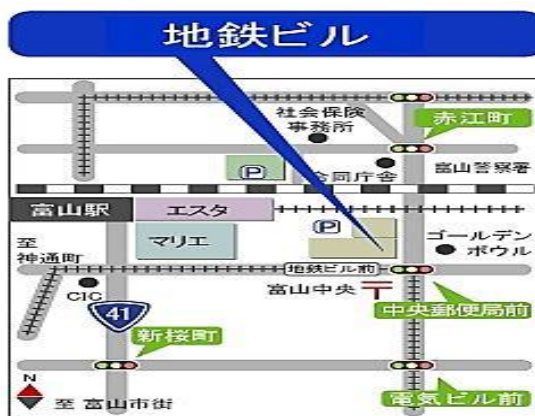 地鉄ビル
社会保険
事務所
赤江町
P
合同庁舎
富山警察署
富山駅
エスタ
P
マリエ
ゴールデン
ボウル
至
神通町
地鉄ビル前
CIC
富山中央
中央郵便局前
41
新桜町
N
至 富山市街
電気ビル前